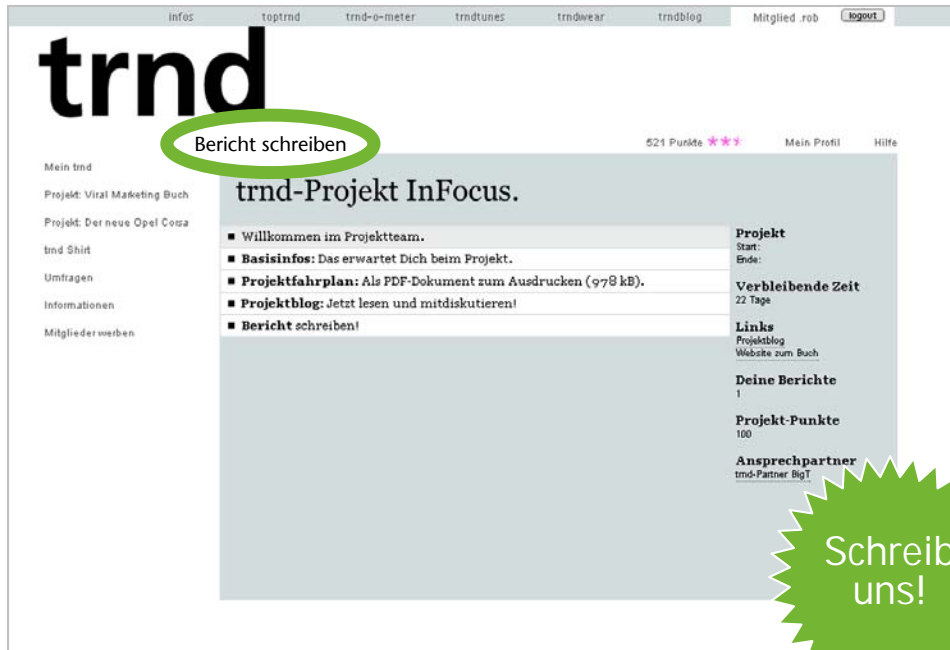 infos toptrnd trnd-o-meter trndtunes trndwear trndblog Mitglied .rob logout
trnd
Bericht schreiben
521 Punkte Mein Profil Hilfe
Mein trnd
Projekt: Viral Marketing Buch
Projekt: Der neue Opel Corsa
trnd Shirt
Umfragen
Informationen
Mitglieder werben
trnd-Projekt InFocus.
Willkommen im Projektteam.
Basisinfos: Das erwartet Dich beim Projekt.
Projektfahrplan: Als PDF-Dokument zum Ausdrucken (978 kB).
Projektblog: Jetzt lesen und mitdiskutieren!
Bericht schreiben!
Projekt
Start:
Ende:
Verbleibende Zeit
22 Tage
Links
Projektblog
Website zum Buch
Deine Berichte
1
Projekt-Punkte
100
Ansprechpartner
trnd-Partner BigT
Schreib
uns!